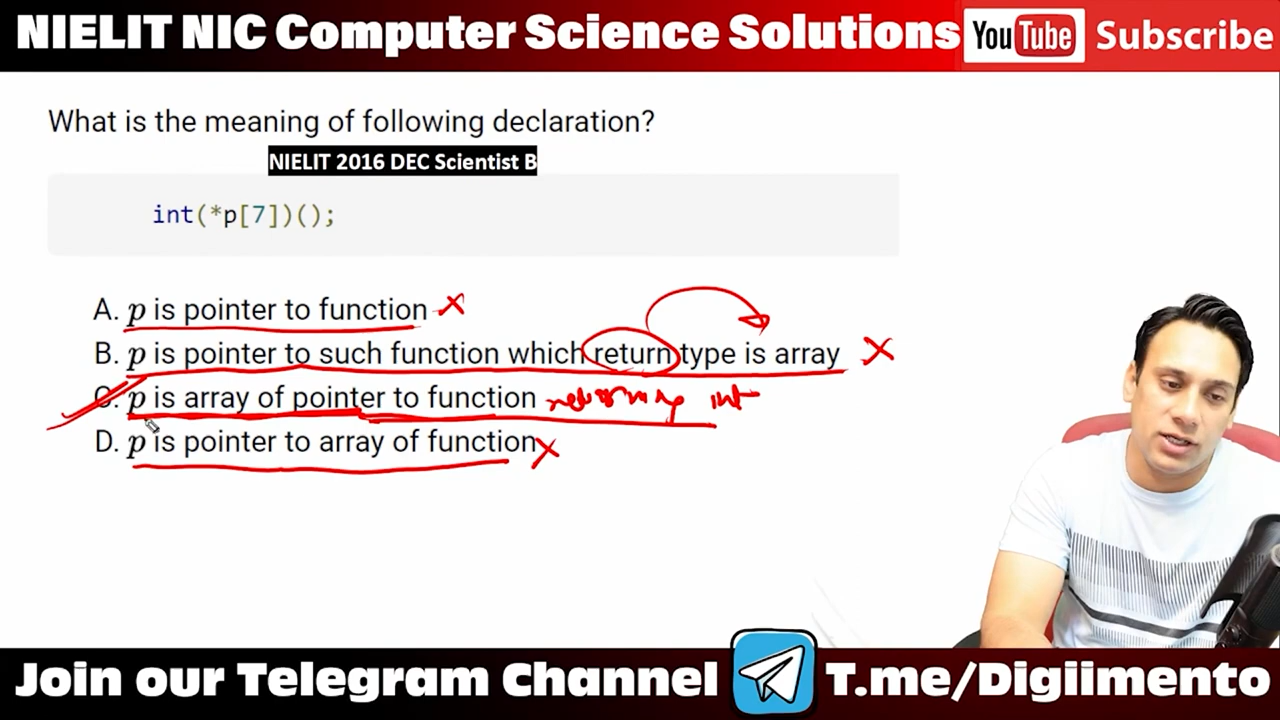 NIELIT NIC Computer Science Solutions YouTube Subscribe
What is the meaning of following declaration?
NIELIT 2016 DEC Scientist B
int(*p[7])();
A. p is pointer to function
B. p is pointer to such function which return type is array
C. p is array of pointer to function returning int
D. p is pointer to array of function
Join our Telegram Channel T.me/Digiimento